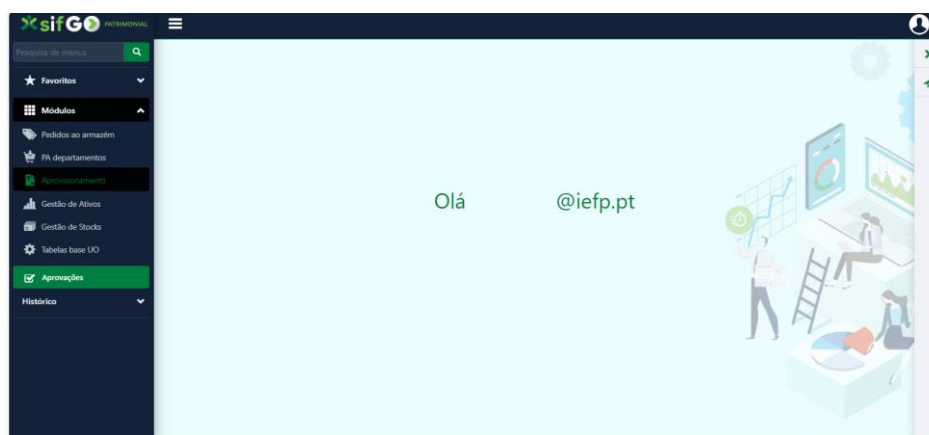 sifGO PATRIMONIAL
Pesquisa de menus
Favoritos
Módulos
Pedidos ao armazém
PA departamentos
Aprovisionamento
Gestão de Ativos
Gestão de Stocks
Tabelas base UO
Aprovações
Histórico
Olá @iefp.pt